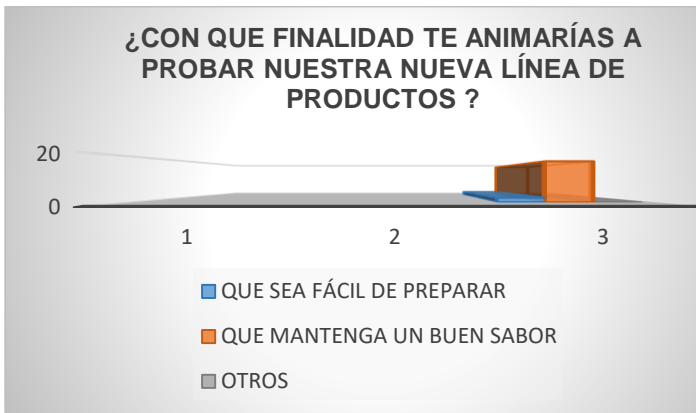 ¿CON QUE FINALIDAD TE ANIMARÍAS A
PROBAR NUESTRA NUEVA LÍNEA DE
PRODUCTOS ?
20
0
1 2 3
QUE SEA FÁCIL DE PREPARAR
QUE MANTENGA UN BUEN SABOR
OTROS